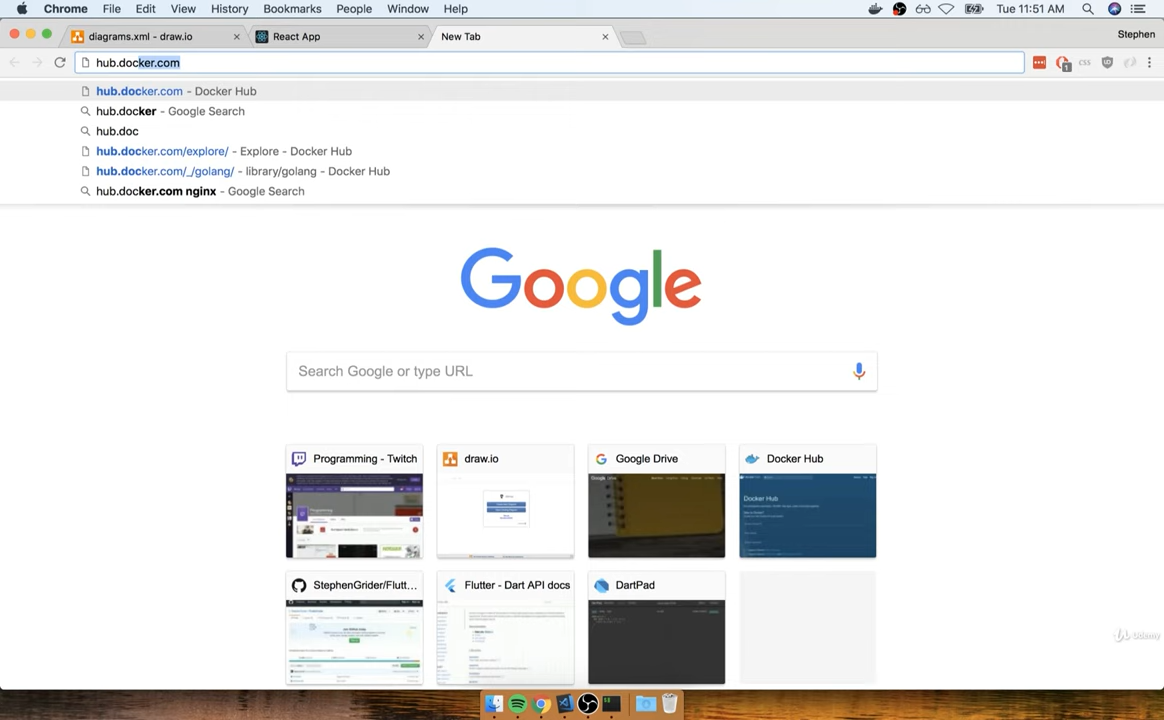 Chrome File Edit View History Bookmarks People Window Help Tue 11:51 AM
diagrams.xml - draw.io React App New Tab Stephen
hub.docker.com
hub.docker.com - Docker Hub
hub.docker - Google Search
hub.doc
hub.docker.com/explore/ - Explore - Docker Hub
hub.docker.com/_/golang/ - library/golang - Docker Hub
hub.docker.com nginx - Google Search
Google
Search Google or type URL
Programming - Twitch draw.io Google Drive Docker Hub
Docker Hub
StephenGrider/Flutt... Flutter - Dart API docs DartPad
Udemy